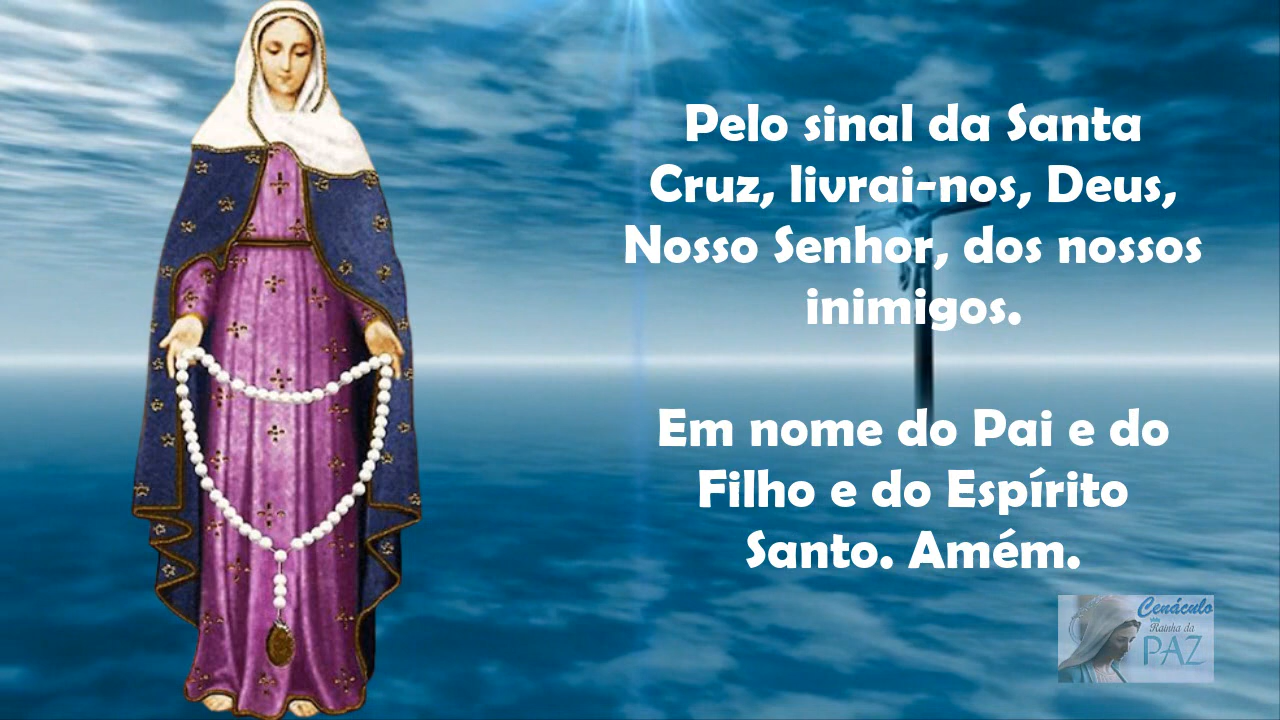 Pelo sinal da Santa
Cruz, livrai-nos, Deus,
Nosso Senhor, dos nossos
inimigos.
Em nome do Pai e do
Filho e do Espírito
Santo. Amém.
Cenáculo
Rainha da
PAZ